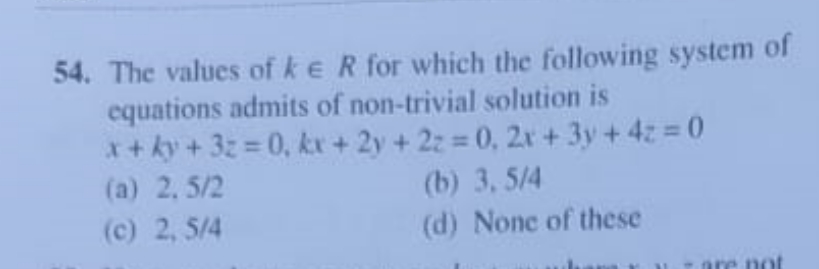 54. The values of k ∈ R for which the following system of
equations admits of non-trivial solution is
x + ky + 3z = 0, kx + 2y + 2z = 0, 2x + 3y + 4z = 0
(a) 2, 5/2 (b) 3, 5/4
(c) 2, 5/4 (d) None of these
are not